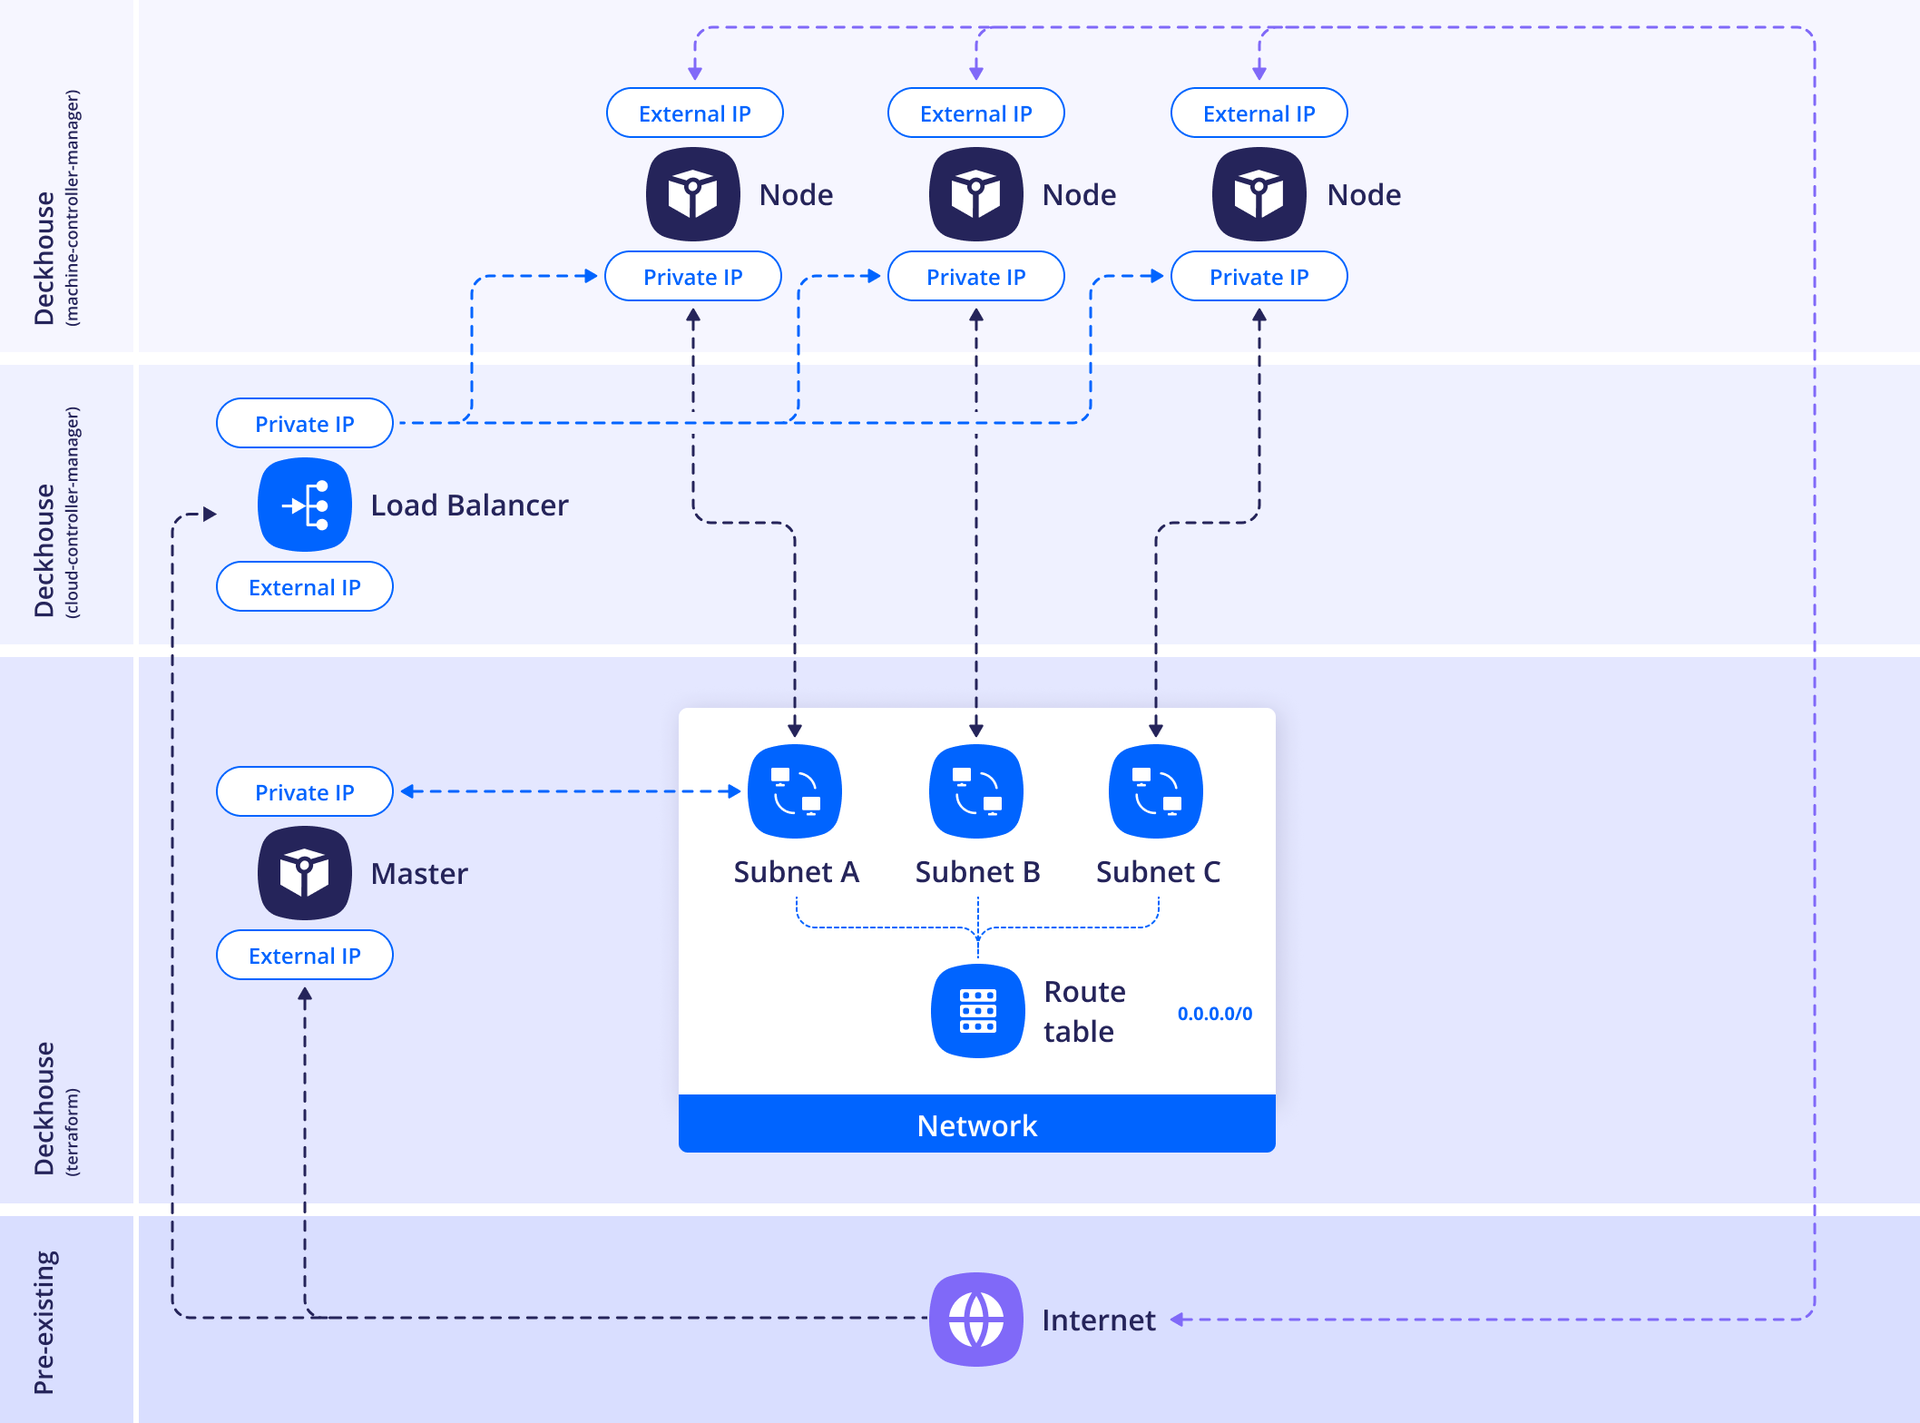 Deckhouse
(machine-controller-manager)
External IP
External IP
External IP
Node
Node
Node
Private IP
Private IP
Private IP
Deckhouse
(cloud-controller-manager)
Private IP
Load Balancer
External IP
Deckhouse
(terraform)
Private IP
Master
External IP
Subnet A
Subnet B
Subnet C
Route
table
0.0.0.0/0
Network
Pre-existing
Internet